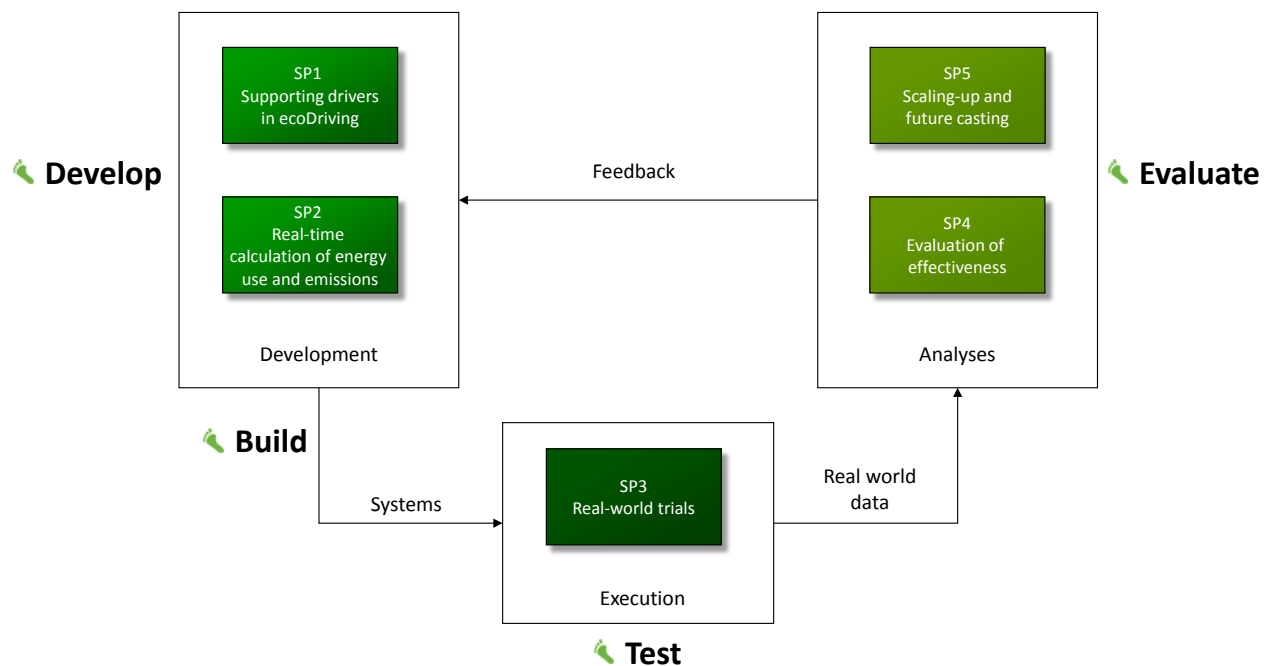 SP1
Supporting drivers
in ecoDriving
Develop
SP2
Real-time
calculation of energy
use and emissions
Development
Feedback
SP5
Scaling-up and
future casting
Evaluate
SP4
Evaluation of
effectiveness
Analyses
Build
Systems
SP3
Real-world trials
Execution
Real world
data
Test